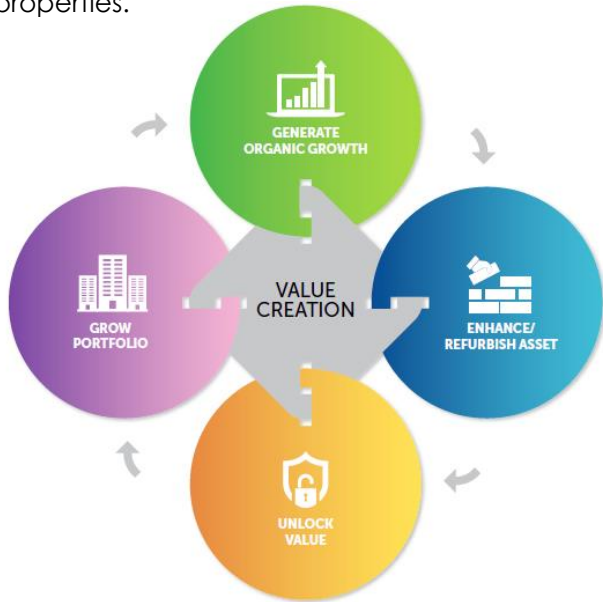 properties.
GENERATE
ORGANIC GROWTH
VALUE
CREATION
GROW
PORTFOLIO
ENHANCE/
REFURBISH ASSET
UNLOCK
VALUE